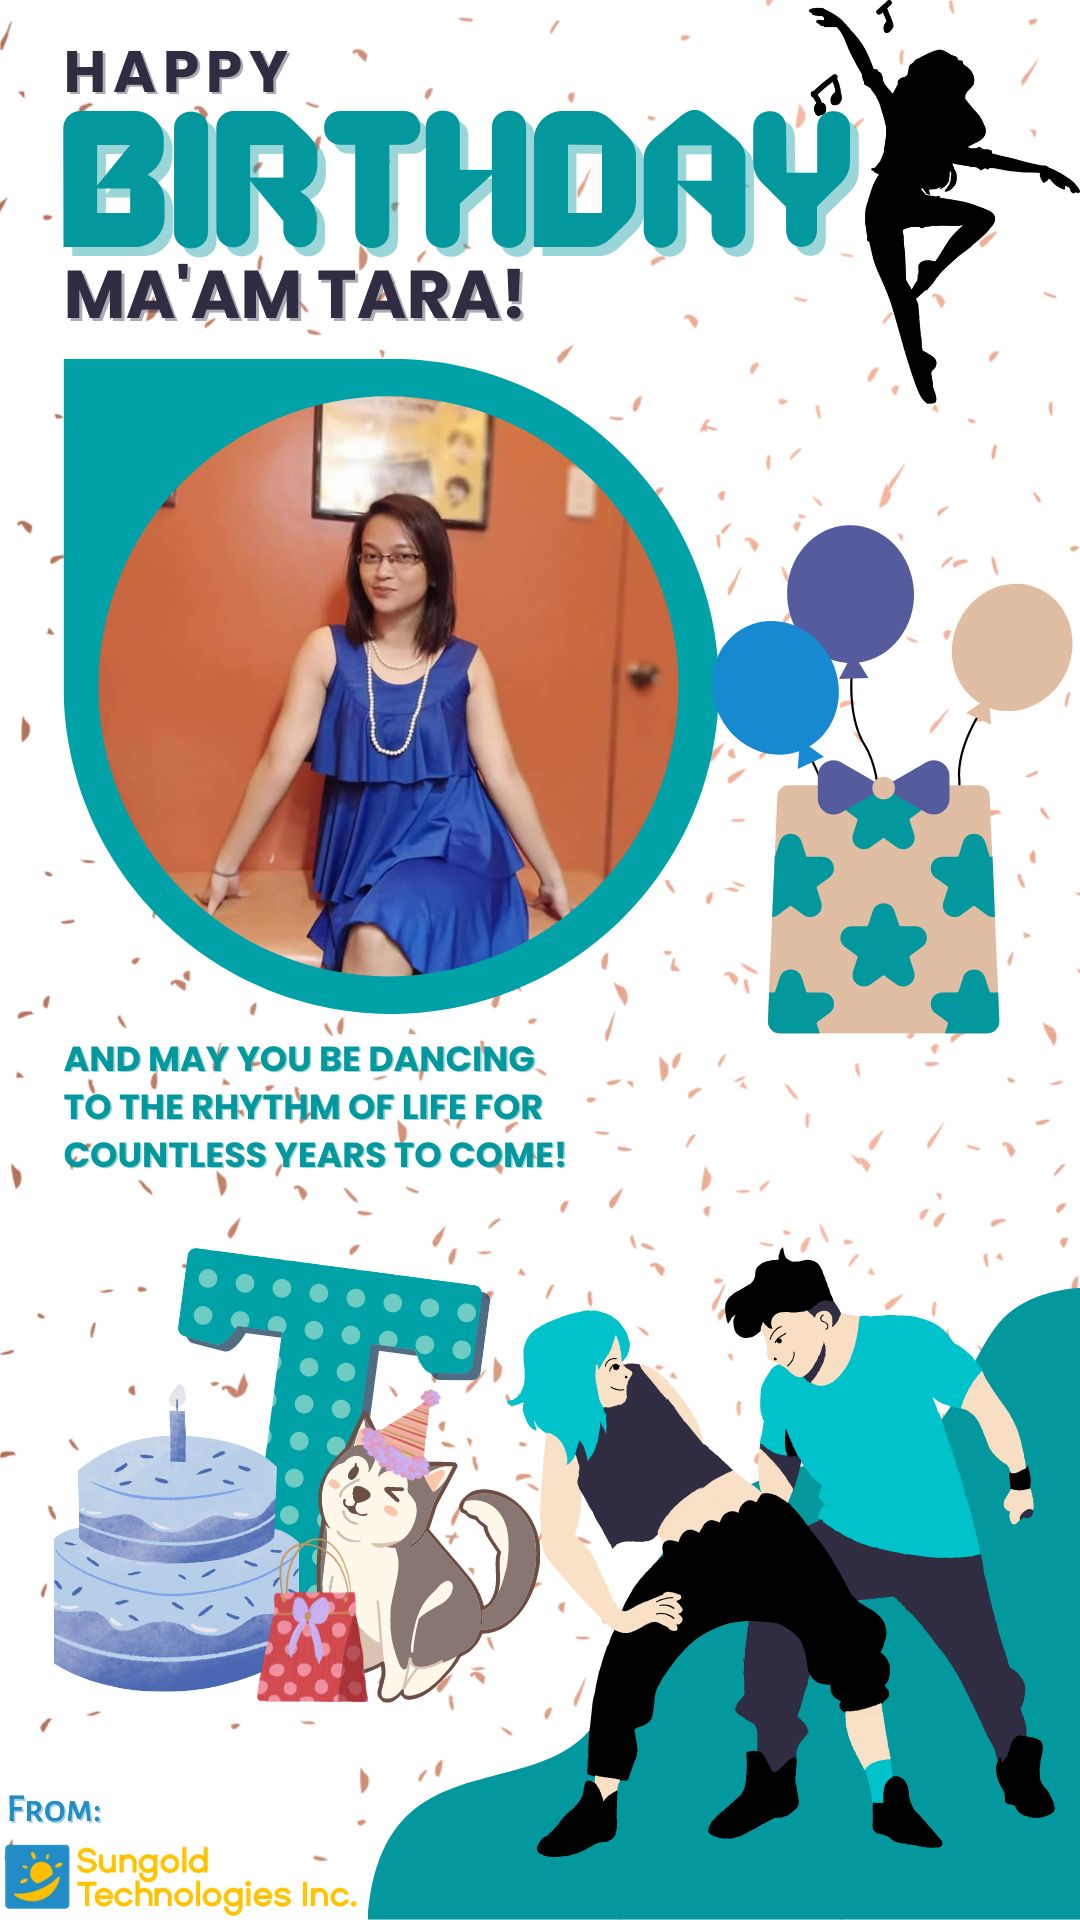 HAPPY
BIRTHDAY
MA'AM TARA!
AND MAY YOU BE DANCING
TO THE RHYTHM OF LIFE FOR
COUNTLESS YEARS TO COME!
T
FROM:
Sungold
Technologies Inc.